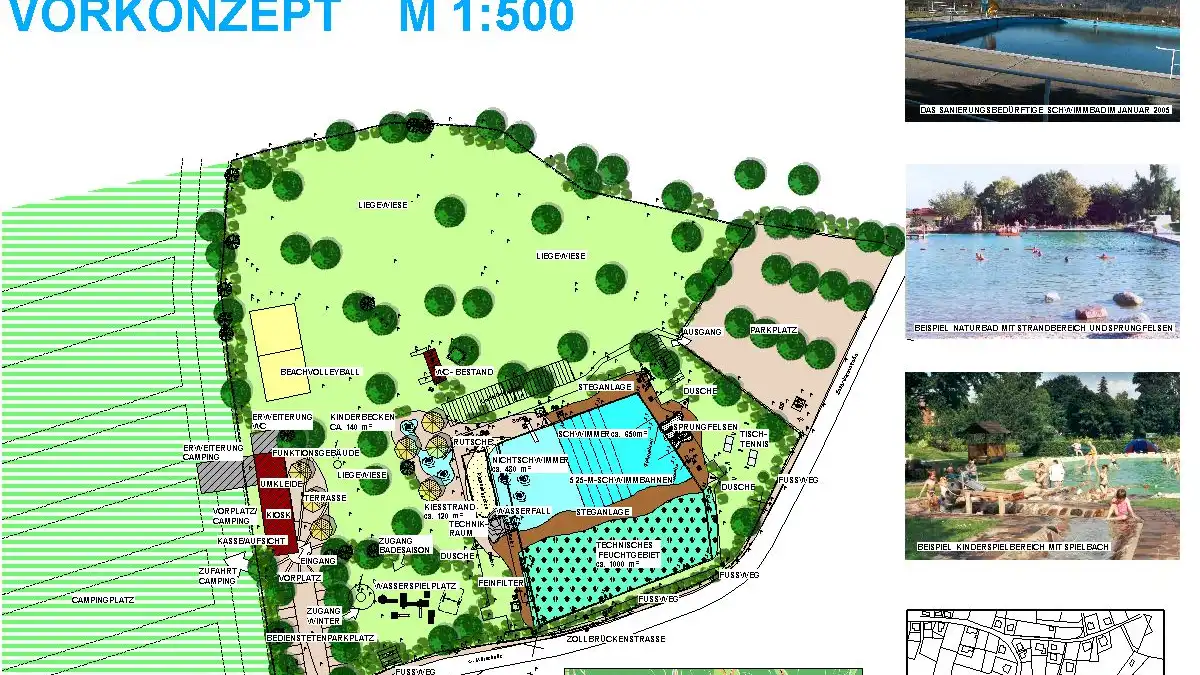 VORKONZEPT M 1:500
DAS SANIERUNGSBEDÜRFTIGE SCHWIMMBAD IM JANUAR 2005
BEISPIEL NATURBAD MIT STRANDBEREICH UND SPRUNGFELSEN
BEISPIEL KINDERSPIELBEREICH MIT SPIELBACH
LIEGEWIESE
LIEGEWIESE
AUSGANG
PARKPLATZ
BEACHVOLLEYBALL
WC- BESTAND
STEGANLAGE
DUSCHE
ERWEITERUNG
WC
KINDERBECKEN
CA. 140 m²
RUTSCHE
SCHWIMMER ca. 650m²
SPRUNGFELSEN
TISCH-
TENNIS
ERWEITERUNG
CAMPING
FUNKTIONSGEBÄUDE
LIEGEWIESE
NICHTSCHWIMMER
ca. 480 m²
5 25-M-SCHWIMMBAHNEN
DUSCHE
FUSSWEG
UMKLEIDE
TERRASSE
KIESSTRAND
ca. 120 m²
WASSERFALL
STEGANLAGE
VORPLATZ/
CAMPING
KIOSK
TECHNIK-
RAUM
KASSE/AUFSICHT
ZUGANG
BADESAISON
DUSCHE
TECHNISCHES
FEUCHTGEBIET
ca. 1000 m²
EINGANG
ZUFAHRT
CAMPING
VORPLATZ
WASSERSPIELPLATZ
FEINFILTER
FUSSWEG
CAMPINGPLATZ
ZUGANG
WINTER
FUSSWEG
BEDIENSTETENPARKPLATZ
ZOLLBRÜCKENSTRASSE
FUSSWEG